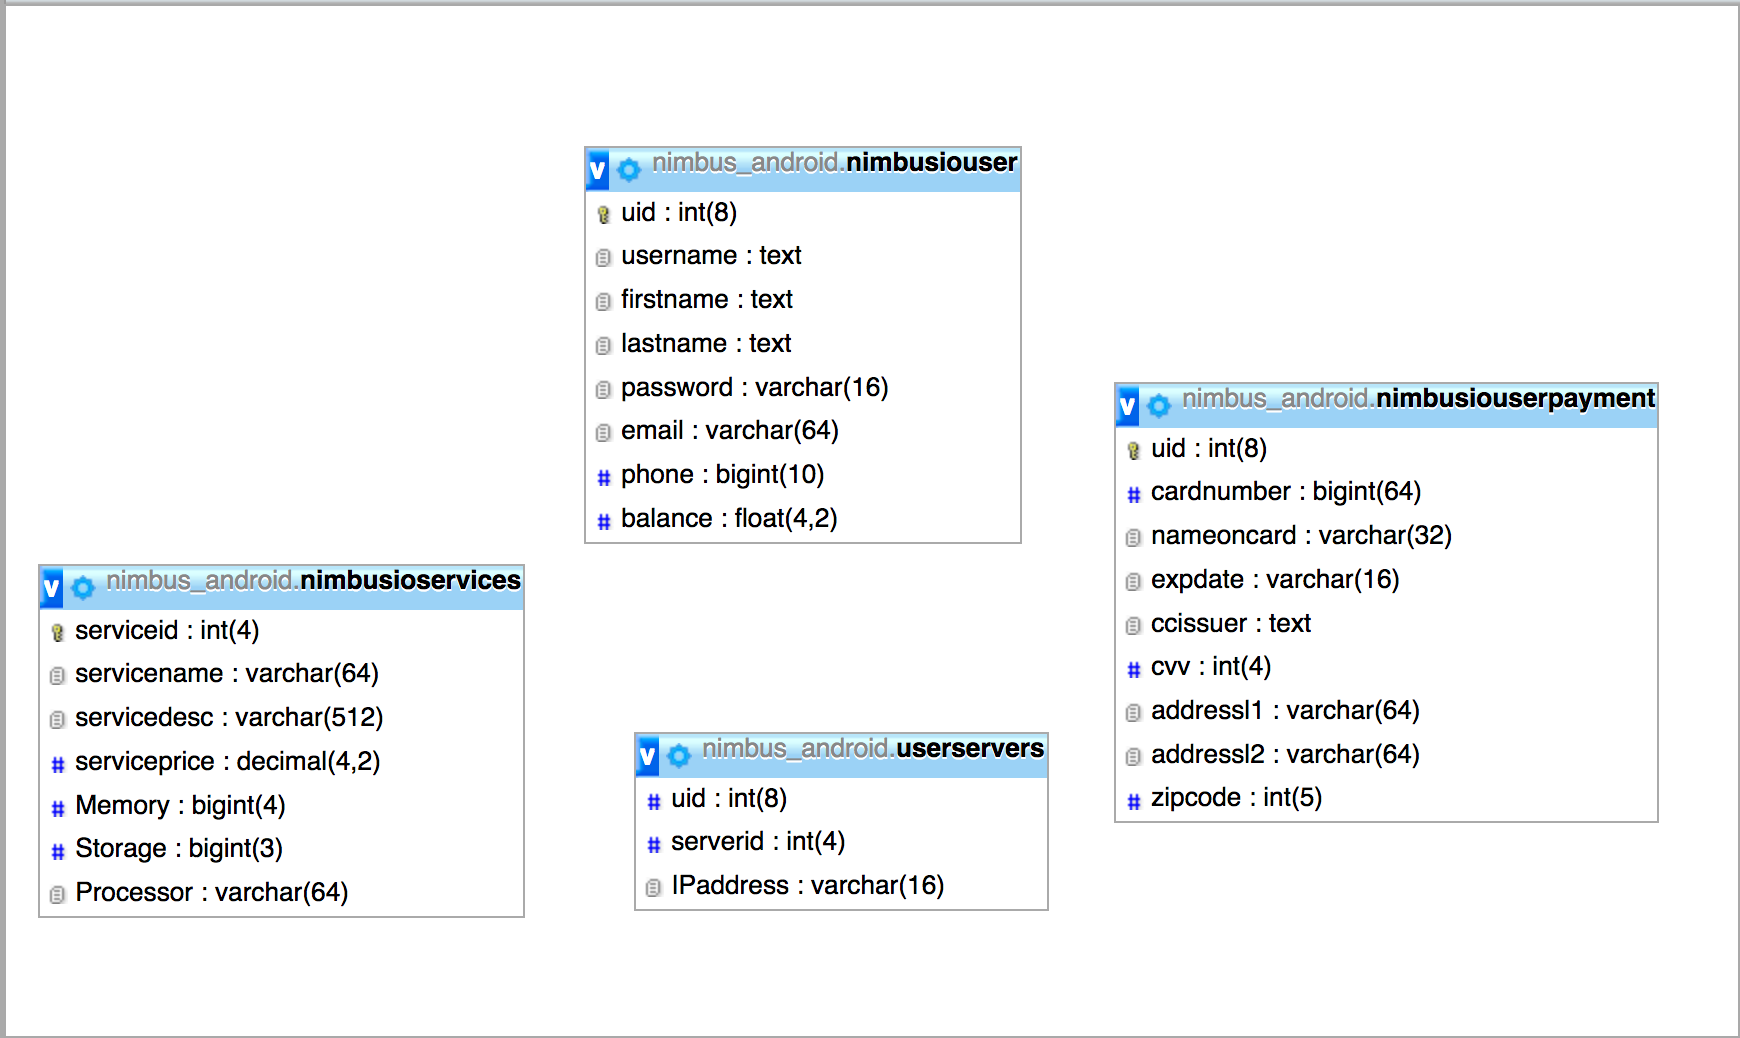 v nimbus_android.nimbusiouser
uid : int(8)
username : text
firstname : text
lastname : text
password : varchar(16)
email : varchar(64)
# phone : bigint(10)
# balance : float(4,2)
v nimbus_android.nimbusiouserpayment
uid : int(8)
# cardnumber : bigint(64)
nameoncard : varchar(32)
expdate : varchar(16)
ccissuer : text
# cvv : int(4)
addressl1 : varchar(64)
addressl2 : varchar(64)
# zipcode : int(5)
v nimbus_android.nimbusioservices
serviceid : int(4)
servicename : varchar(64)
servicedesc : varchar(512)
# serviceprice : decimal(4,2)
# Memory : bigint(4)
# Storage : bigint(3)
Processor : varchar(64)
v nimbus_android.userservers
# uid : int(8)
# serverid : int(4)
IPaddress : varchar(16)